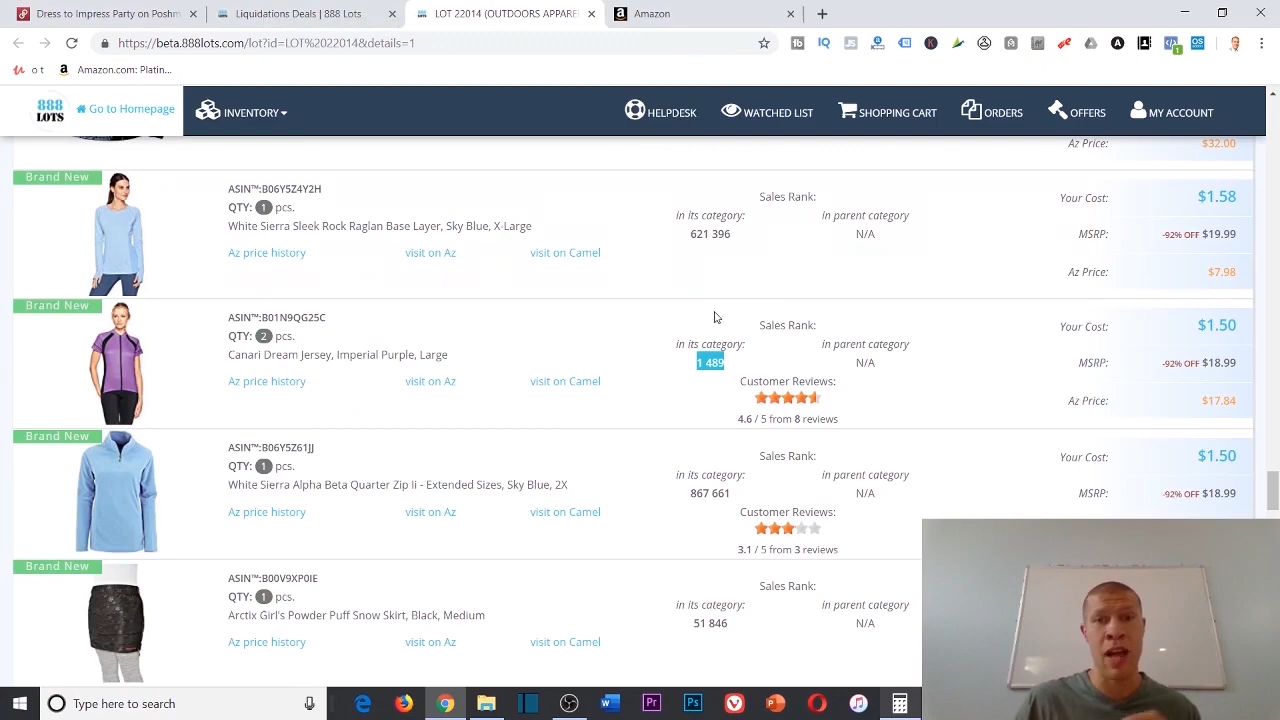 Dress to Impress Party on Poshm
Liquidations Deals | 888 Lots
LOT 22014 (OUTDOORS APPARE
Amazon
https://beta.888lots.com/lot?id=LOT%2022014&details=1
o t
Amazon.com: Platin...
888 LOTS
Go to Homepage
INVENTORY
HELPDESK
WATCHED LIST
SHOPPING CART
ORDERS
OFFERS
MY ACCOUNT
Az Price: $32.00
Brand New
ASIN™:B06Y5Z4Y2H
QTY: 1 pcs.
White Sierra Sleek Rock Raglan Base Layer, Sky Blue, X-Large
Az price history visit on Az visit on Camel
Sales Rank:
in its category: in parent category
621 396 N/A
Your Cost: $1.58
MSRP: -92% OFF $19.99
Az Price: $7.98
Brand New
ASIN™:B01N9QG25C
QTY: 2 pcs.
Canari Dream Jersey, Imperial Purple, Large
Az price history visit on Az visit on Camel
Sales Rank:
in its category: in parent category
1 489 N/A
Customer Reviews:
4.6 / 5 from 8 reviews
Your Cost: $1.50
MSRP: -92% OFF $18.99
Az Price: $17.84
Brand New
ASIN™:B06Y5Z61JJ
QTY: 1 pcs.
White Sierra Alpha Beta Quarter Zip Ii - Extended Sizes, Sky Blue, 2X
Az price history visit on Az visit on Camel
Sales Rank:
in its category: in parent category
867 661 N/A
Customer Reviews:
3.1 / 5 from 3 reviews
Your Cost: $1.50
MSRP: -92% OFF $18.99
Brand New
ASIN™:B00V9XP0IE
QTY: 1 pcs.
Arctix Girl's Powder Puff Snow Skirt, Black, Medium
Az price history visit on Az visit on Camel
Sales Rank:
in its category: in parent category
51 846 N/A
Type here to search